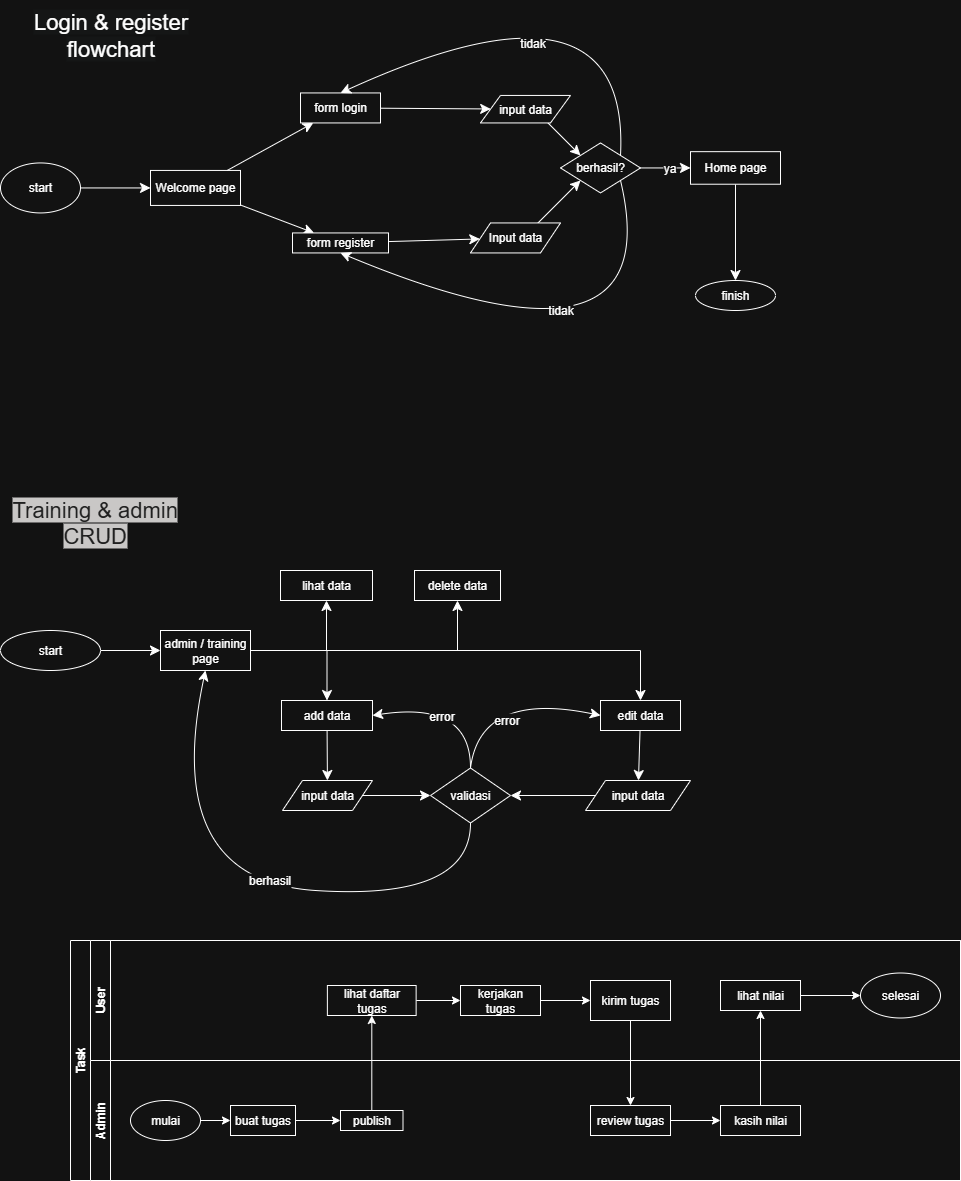 Login & register
flowchart
tidak
form login
input data
start
Welcome page
berhasil?
ya
Home page
form register
Input data
tidak
finish
Training & admin
CRUD
lihat data
delete data
start
admin / training
page
add data
error
error
edit data
input data
validasi
input data
berhasil
Task
User
lihat daftar
tugas
kerjakan
tugas
kirim tugas
lihat nilai
selesai
Admin
mulai
buat tugas
publish
review tugas
kasih nilai